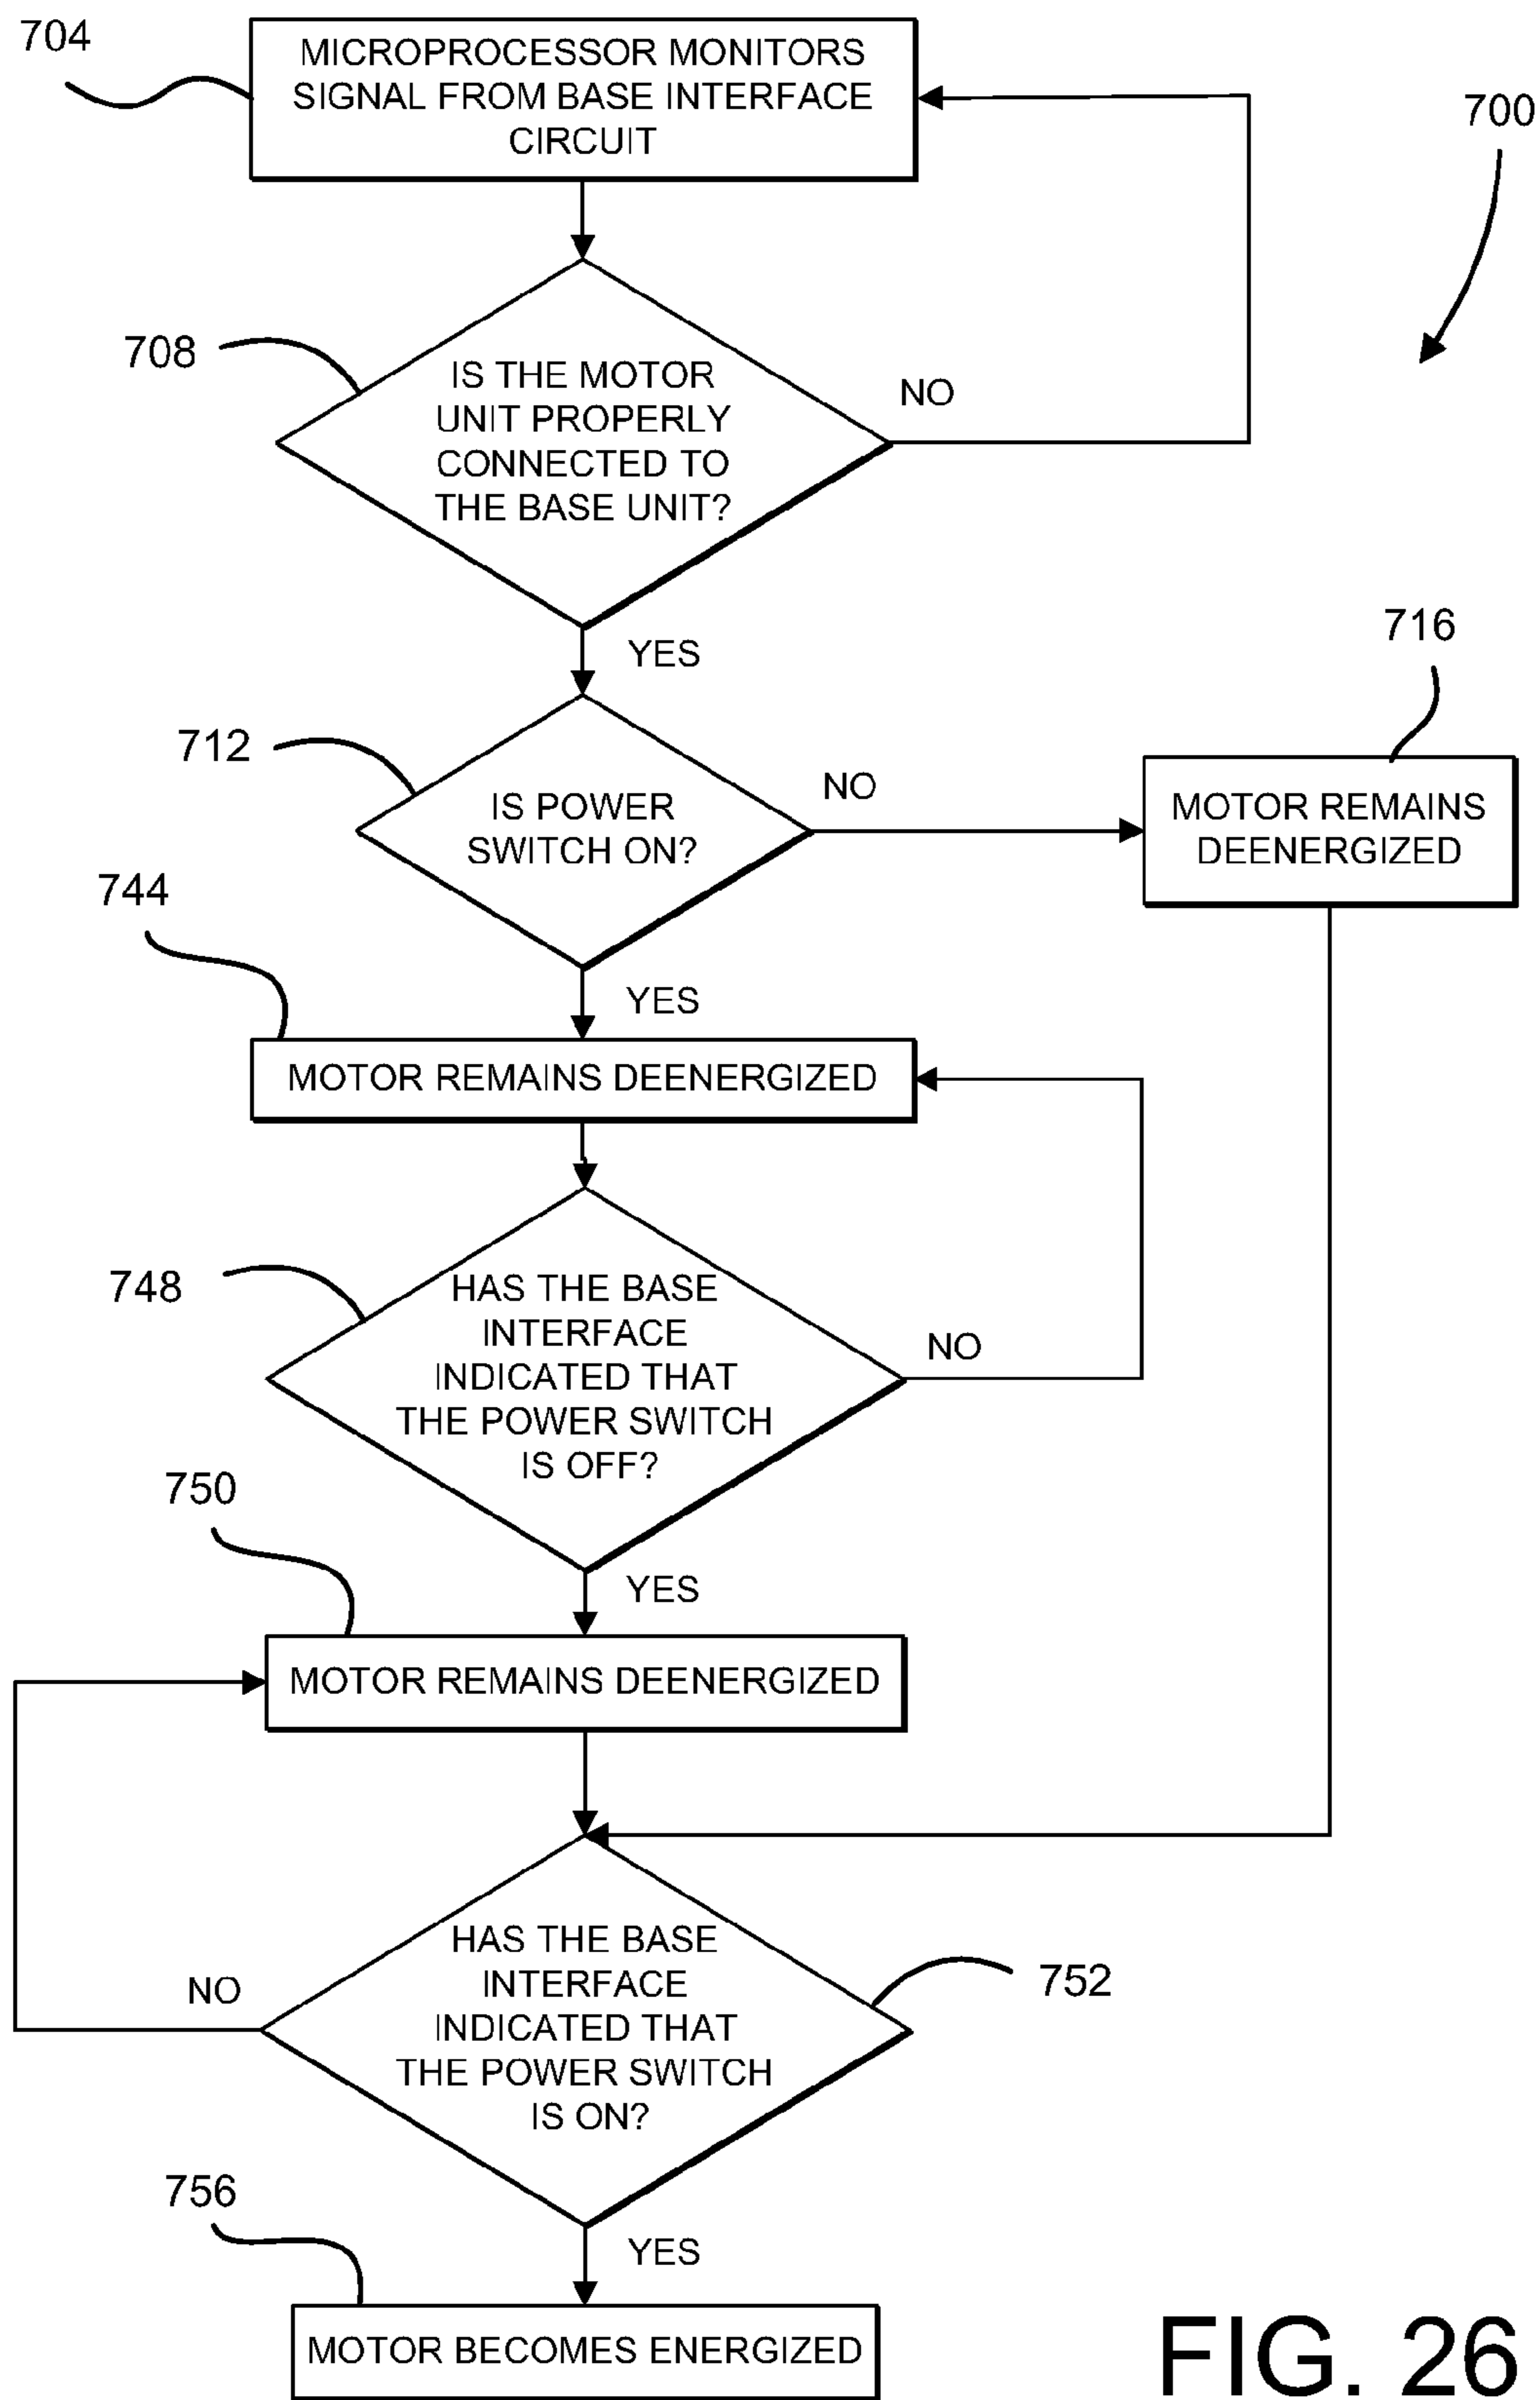 704
MICROPROCESSOR MONITORS
SIGNAL FROM BASE INTERFACE
CIRCUIT
700
708
IS THE MOTOR
UNIT PROPERLY
CONNECTED TO
THE BASE UNIT?
NO
YES
716
712
IS POWER
SWITCH ON?
NO
MOTOR REMAINS
DEENERGIZED
744
YES
MOTOR REMAINS DEENERGIZED
748
HAS THE BASE
INTERFACE
INDICATED THAT
THE POWER SWITCH
IS OFF?
NO
750
YES
MOTOR REMAINS DEENERGIZED
HAS THE BASE
INTERFACE
INDICATED THAT
THE POWER SWITCH
IS ON?
NO
752
756
YES
MOTOR BECOMES ENERGIZED
FIG. 26